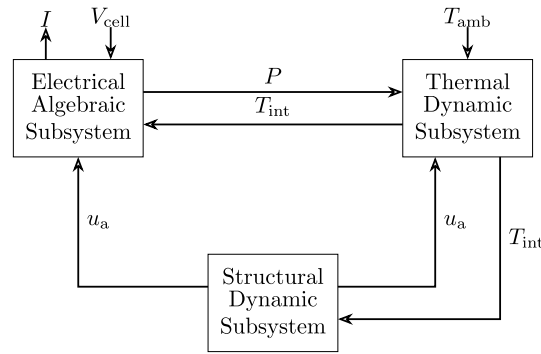 I
V_cell
T_amb
Electrical
Algebraic
Subsystem
P
T_int
Thermal
Dynamic
Subsystem
u_a
u_a
T_int
Structural
Dynamic
Subsystem